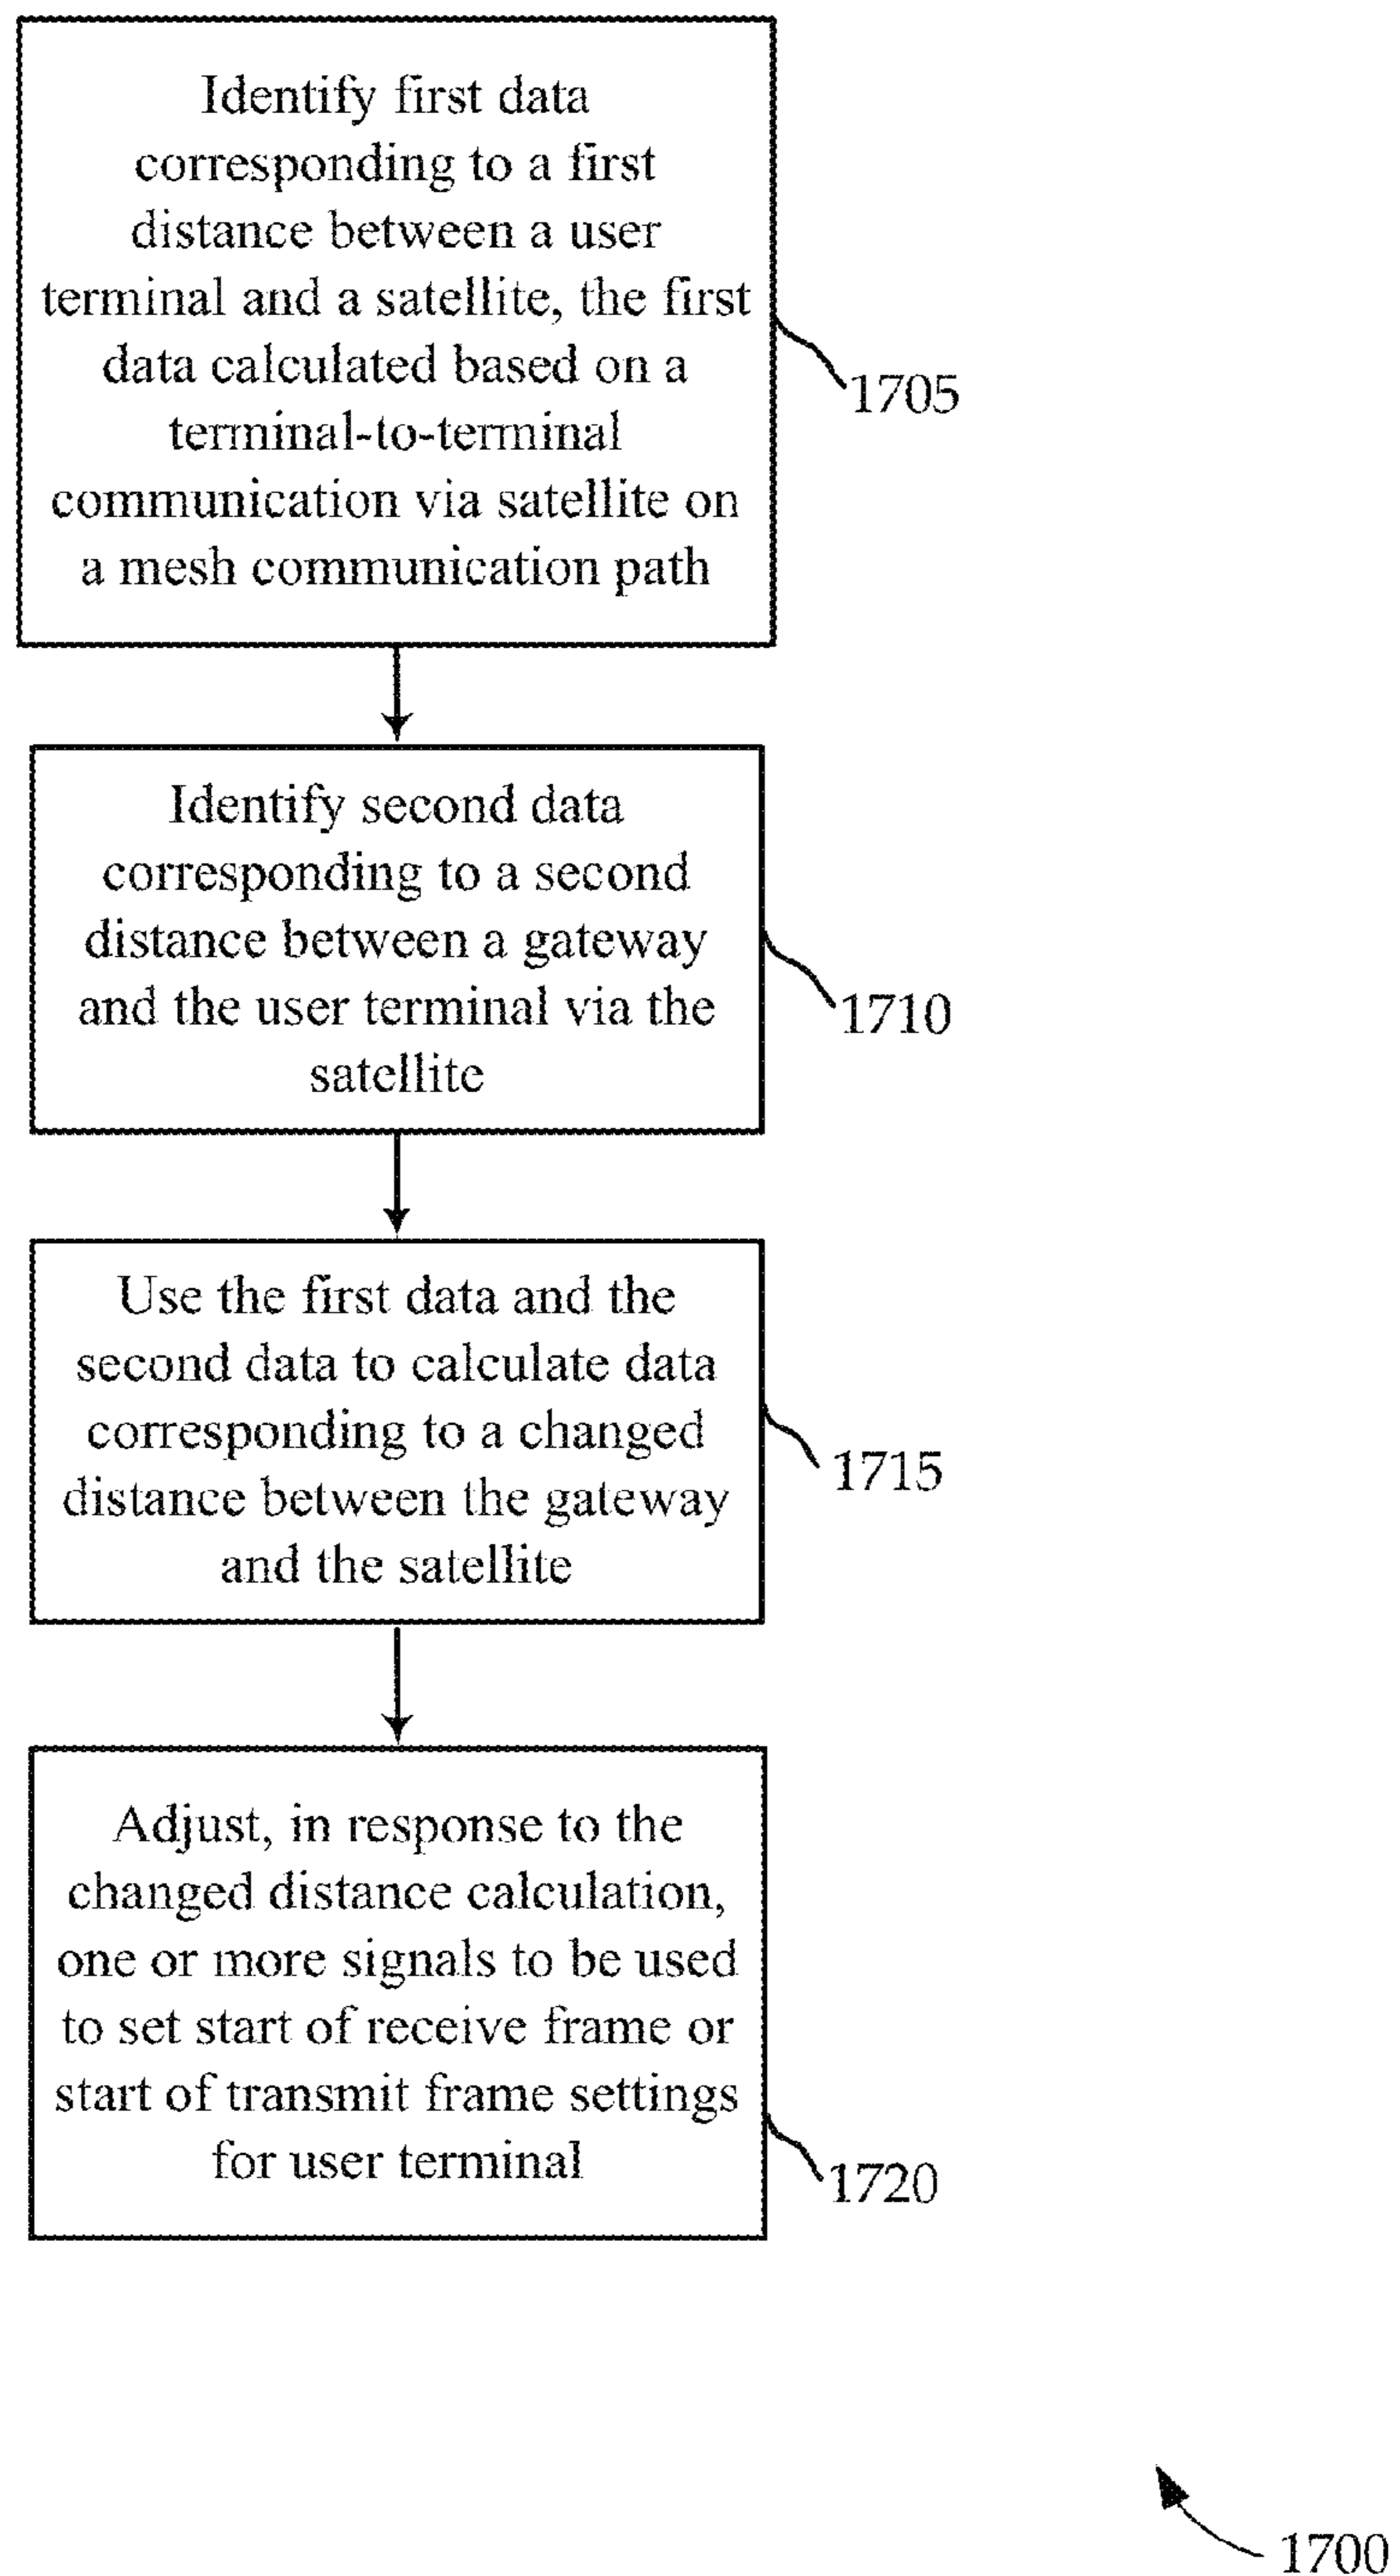 Identify first data
corresponding to a first
distance between a user
terminal and a satellite, the first
data calculated based on a
terminal-to-terminal
communication via satellite on
a mesh communication path
1705
Identify second data
corresponding to a second
distance between a gateway
and the user terminal via the
satellite
1710
Use the first data and the
second data to calculate data
corresponding to a changed
distance between the gateway
and the satellite
1715
Adjust, in response to the
changed distance calculation,
one or more signals to be used
to set start of receive frame or
start of transmit frame settings
for user terminal
1720
1700